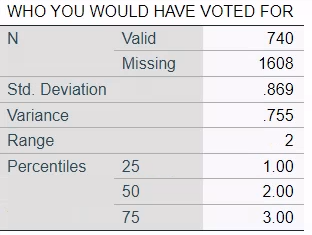 WHO YOU WOULD HAVE VOTED FOR
N Valid 740
Missing 1608
Std. Deviation .869
Variance .755
Range 2
Percentiles 25 1.00
50 2.00
75 3.00